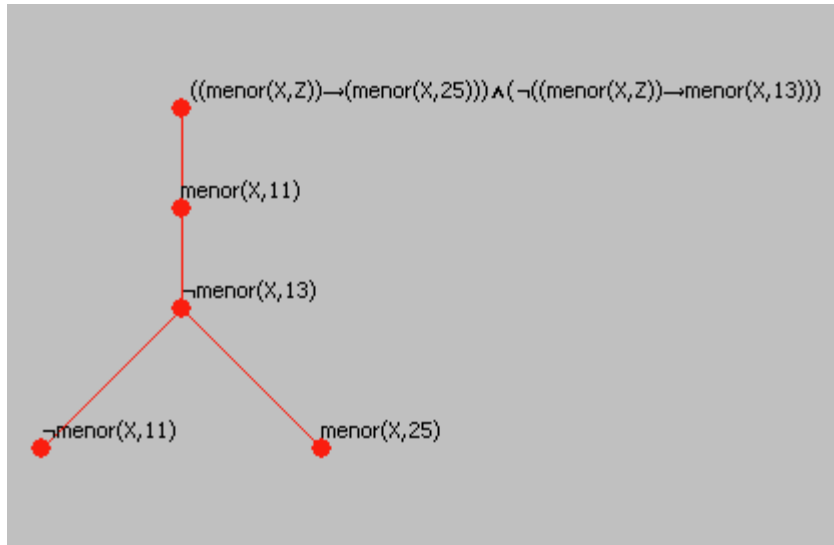 ((menor(X,Z))→(menor(X,25)))∧(¬((menor(X,Z))→menor(X,13)))
menor(X,11)
¬menor(X,13)
¬menor(X,11)
menor(X,25)